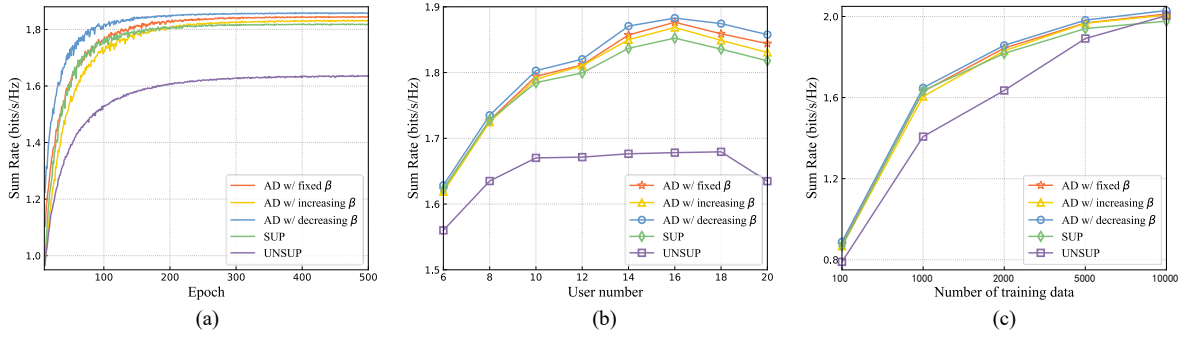 1.8
1.6
1.4
1.2
1.0
Sum Rate (bits/s/Hz)
AD w/ fixed β
AD w/ increasing β
AD w/ decreasing β
SUP
UNSUP
100
200
300
400
500
Epoch
(a)
1.9
1.8
1.7
1.6
1.5
Sum Rate (bits/s/Hz)
AD w/ fixed β
AD w/ increasing β
AD w/ decreasing β
SUP
UNSUP
6
8
10
12
14
16
18
20
User number
(b)
2.0
1.6
1.2
0.8
Sum Rate (bits/s/Hz)
AD w/ fixed β
AD w/ increasing β
AD w/ decreasing β
SUP
UNSUP
100
1000
2000
5000
10000
Number of training data
(c)